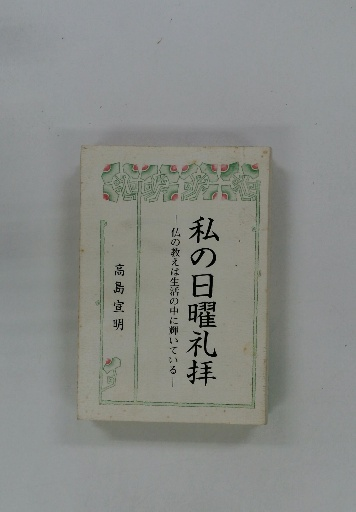 私の日曜礼拝
―仏の教えは生活の中に輝いている―
高島宣明